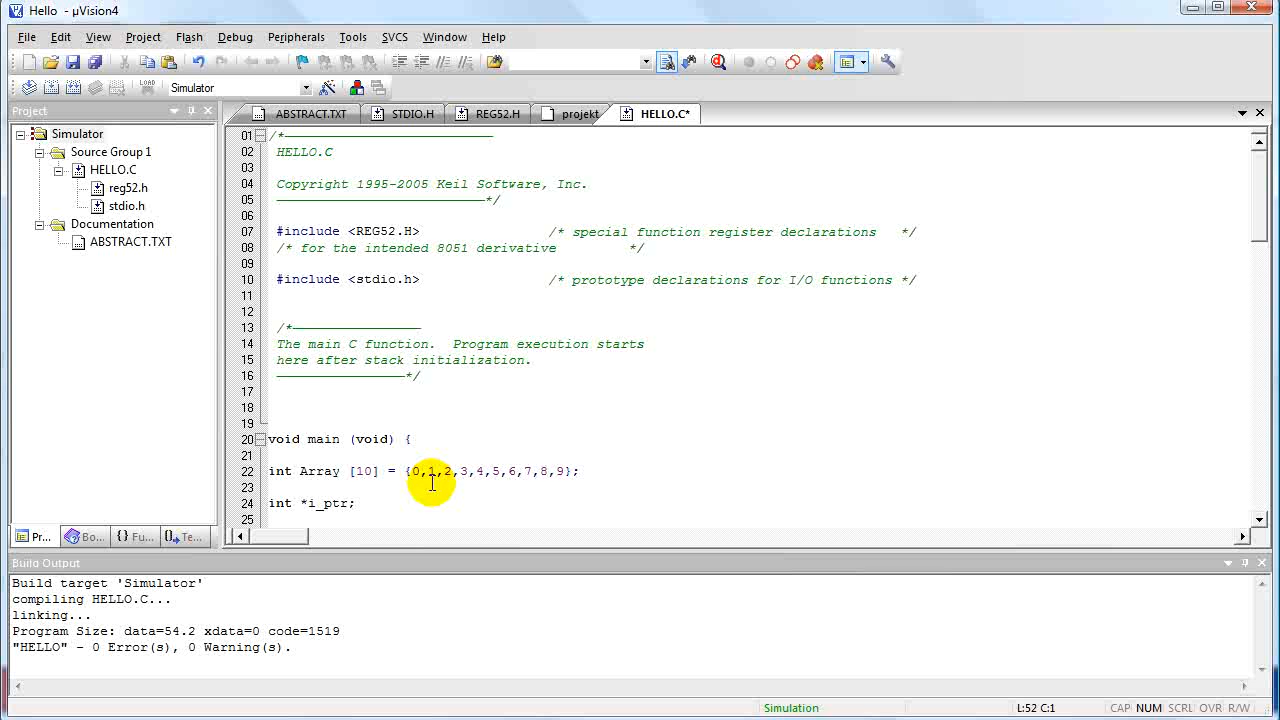 Hello - µVision4
File Edit View Project Flash Debug Peripherals Tools SVCS Window Help
LOAD Simulator
Project
Simulator
Source Group 1
HELLO.C
reg52.h
stdio.h
Documentation
ABSTRACT.TXT
Pr... Bo... {} Fu... Te...
ABSTRACT.TXT STDIO.H REG52.H projekt HELLO.C*
01 /*
02 HELLO.C
03
04 Copyright 1995-2005 Keil Software, Inc.
05 */
06
07 #include <REG52.H> /* special function register declarations */
08 /* for the intended 8051 derivative */
09
10 #include <stdio.h> /* prototype declarations for I/O functions */
11
12
13 /*
14 The main C function. Program execution starts
15 here after stack initialization.
16 */
17
18
19
20 void main (void) {
21
22 int Array [10] = {0,1,2,3,4,5,6,7,8,9};
23
24 int *i_ptr;
25
Build Output
Build target 'Simulator'
compiling HELLO.C...
linking...
Program Size: data=54.2 xdata=0 code=1519
"HELLO" - 0 Error(s), 0 Warning(s).
Simulation L:52 C:1 CAP NUM SCRL OVR R/W